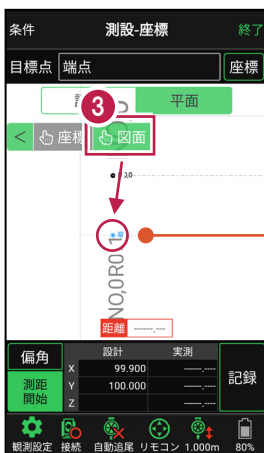 条件 測設-座標 終了
目標点 端点 座標
平面
3
< 座標 図面
0
NO,0R0 1
距離 -----.---
設計 実測
偏角
X 99.900 -----.---
測距開始 Y 100.000 -----.---
Z -----.---
記録
観測設定 接続 自動追尾 リモコン 1.000m 80%